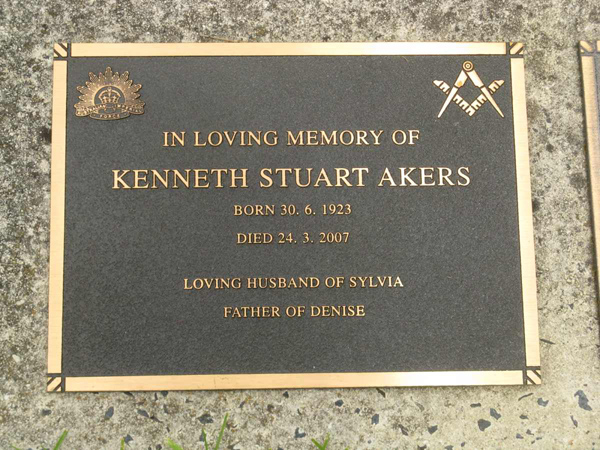 IN LOVING MEMORY OF
KENNETH STUART AKERS
BORN 30. 6. 1923
DIED 24. 3. 2007
LOVING HUSBAND OF SYLVIA
FATHER OF DENISE